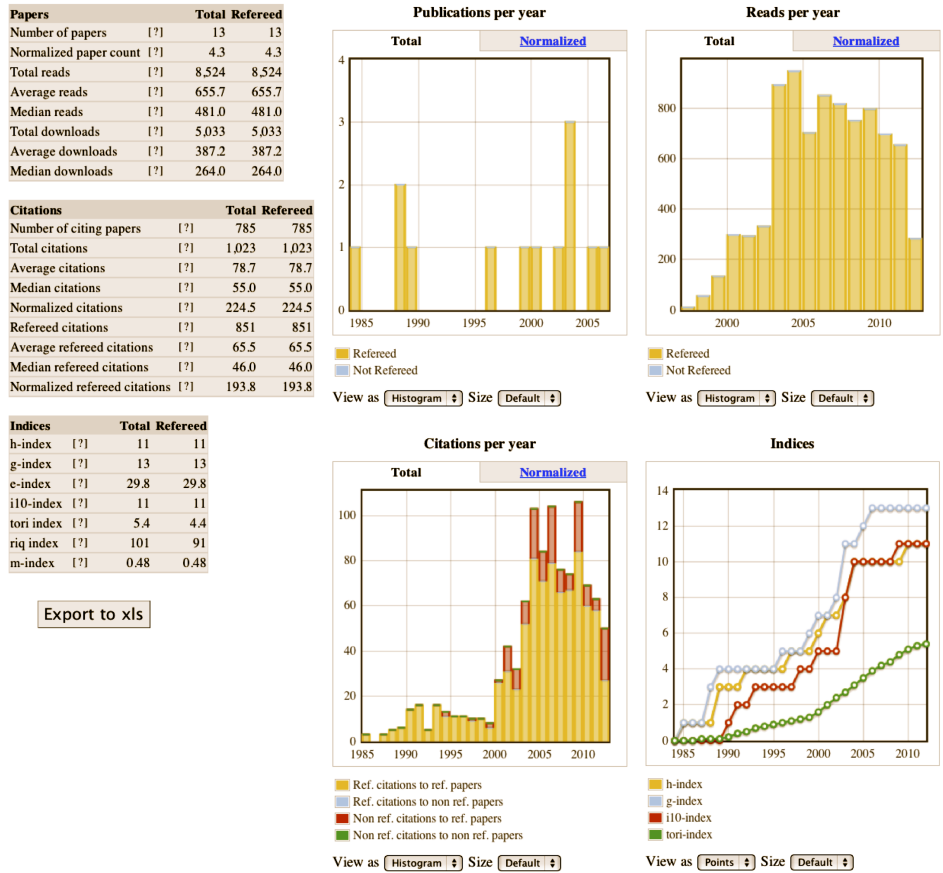 Papers Total Refereed
Number of papers [?] 13 13
Normalized paper count [?] 4.3 4.3
Total reads [?] 8,524 8,524
Average reads [?] 655.7 655.7
Median reads [?] 481.0 481.0
Total downloads [?] 5,033 5,033
Average downloads [?] 387.2 387.2
Median downloads [?] 264.0 264.0
Citations Total Refereed
Number of citing papers [?] 785 785
Total citations [?] 1,023 1,023
Average citations [?] 78.7 78.7
Median citations [?] 55.0 55.0
Normalized citations [?] 224.5 224.5
Refereed citations [?] 851 851
Average refereed citations [?] 65.5 65.5
Median refereed citations [?] 46.0 46.0
Normalized refereed citations [?] 193.8 193.8
Indices Total Refereed
h-index [?] 11 11
g-index [?] 13 13
e-index [?] 29.8 29.8
i10-index [?] 11 11
tori index [?] 5.4 4.4
riq index [?] 101 91
m-index [?] 0.48 0.48
Export to xls
Publications per year
Total Normalized
4
3
2
1
0
1985 1990 1995 2000 2005
Refereed
Not Refereed
View as Histogram Size Default
Reads per year
Total Normalized
800
600
400
200
0
2000 2005 2010
Refereed
Not Refereed
View as Histogram Size Default
Citations per year
Total Normalized
100
80
60
40
20
0
1985 1990 1995 2000 2005 2010
Ref. citations to ref. papers
Ref. citations to non ref. papers
Non ref. citations to ref. papers
Non ref. citations to non ref. papers
View as Histogram Size Default
Indices
14
12
10
8
6
4
2
0
1985 1990 1995 2000 2005 2010
h-index
g-index
i10-index
tori-index
View as Points Size Default